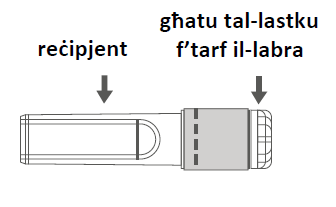 reċipjent
għatu tal-lastku
f’tarf il-labra